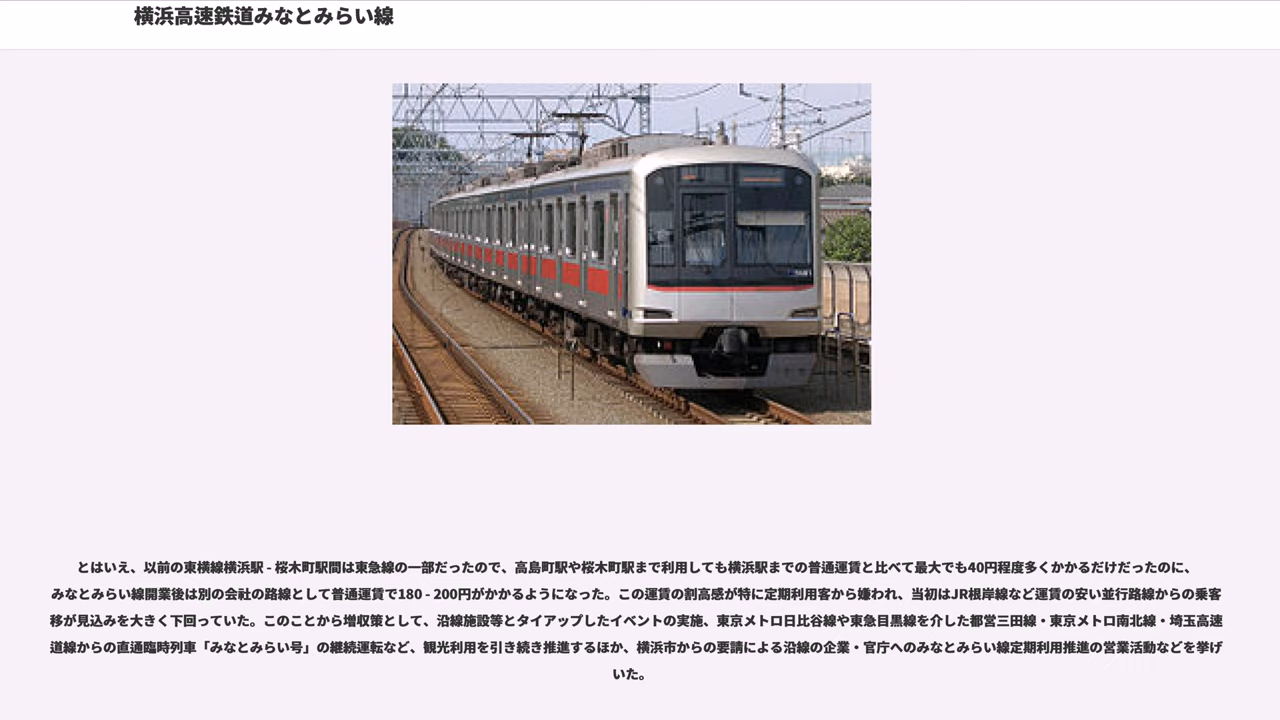 横浜高速鉄道みなとみらい線
とはいえ、以前の東横線横浜駅 - 桜木町駅間は東急線の一部だったので、高島町駅や桜木町駅まで利用しても横浜駅までの普通運賃と比べて最大でも40円程度多くかかるだけだったのに、
みなとみらい線開業後は別の会社の路線として普通運賃で180 - 200円がかかるようになった。この運賃の割高感が特に定期利用客から嫌われ、当初はJR根岸線など運賃の安い並行路線からの乗客
移が見込みを大きく下回っていた。このことから増収策として、沿線施設等とタイアップしたイベントの実施、東京メトロ日比谷線や東急目黒線を介した都営三田線・東京メトロ南北線・埼玉高速
道線からの直通臨時列車「みなとみらい号」の継続運転など、観光利用を引き続き推進するほか、横浜市からの要請による沿線の企業・官庁へのみなとみらい線定期利用推進の営業活動などを挙げ
いた。